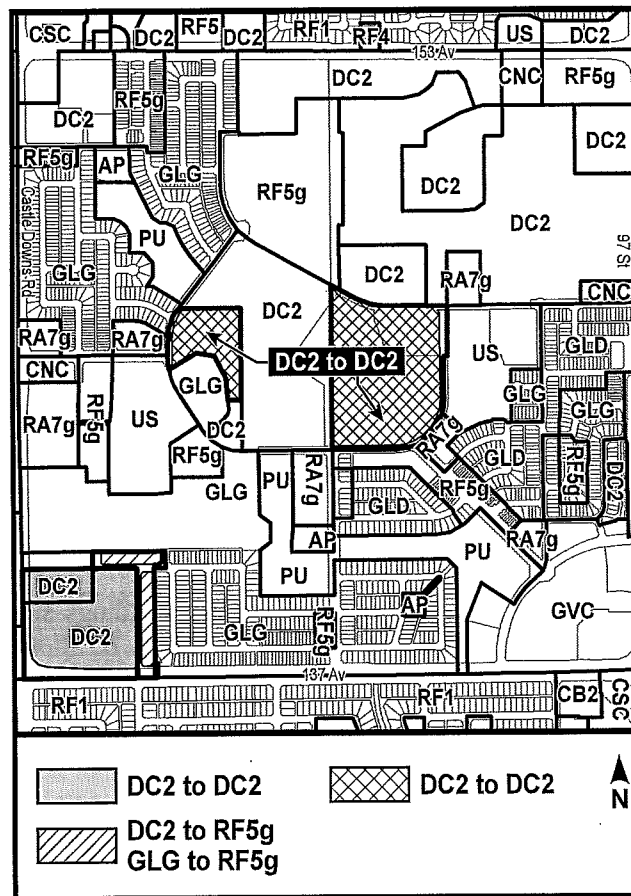 CSC
DC2
RF5
DC2
RF1
RF4
US
DC2
153 Av
DC2
RF5g
DC2
CNC
RF5g
DC2
RF5g
AP
GLG
RF5g
DC2
DC2
PU
Castle Downs Rd
GLG
97 St
DC2
RA7g
DC2
CNC
RA7g
RA7g
DC2 to DC2
US
GLD
CNC
GLG
GLG
GLG
RA7g
RF5g
US
DC2
RA7g
RF5g
GLD
RF5g
DC2
GLG
PU
RA7g
GLD
RF5g
AP
RA7g
PU
PU
DC2
DC2
GLG
RF5g
AP
GVC
137 Av
RF1
RF1
CB2
CSC
DC2 to DC2
DC2 to DC2
DC2 to RF5g
GLG to RF5g
N